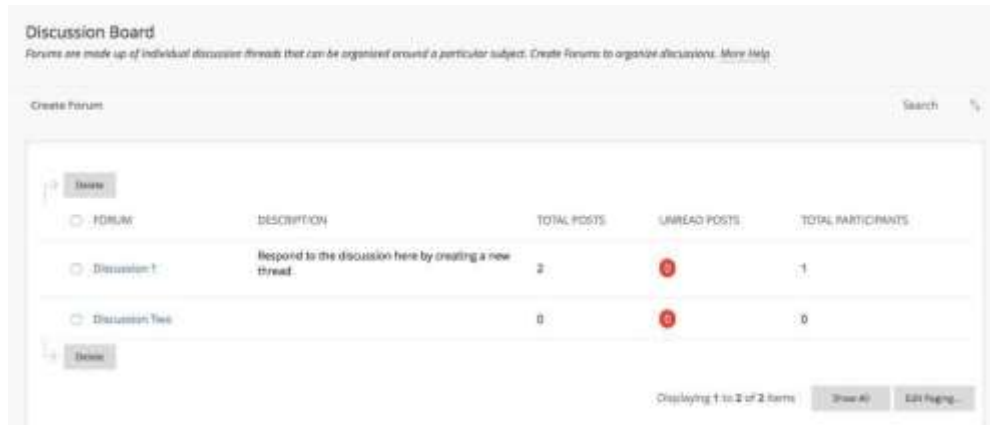 Discussion Board
Forums are made up of individual discussion threads that can be organized around a particular subject. Create Forums to organize discussions. More Help
Create Forum
Search
Delete
FORUM DESCRIPTION TOTAL POSTS UNREAD POSTS TOTAL PARTICIPANTS
Discussion 1 Respond to the discussion here by creating a new 2 0 1
thread
Discussion Two 0 0 0
Delete
Displaying 1 to 2 of 2 items Show All Edit Paging...